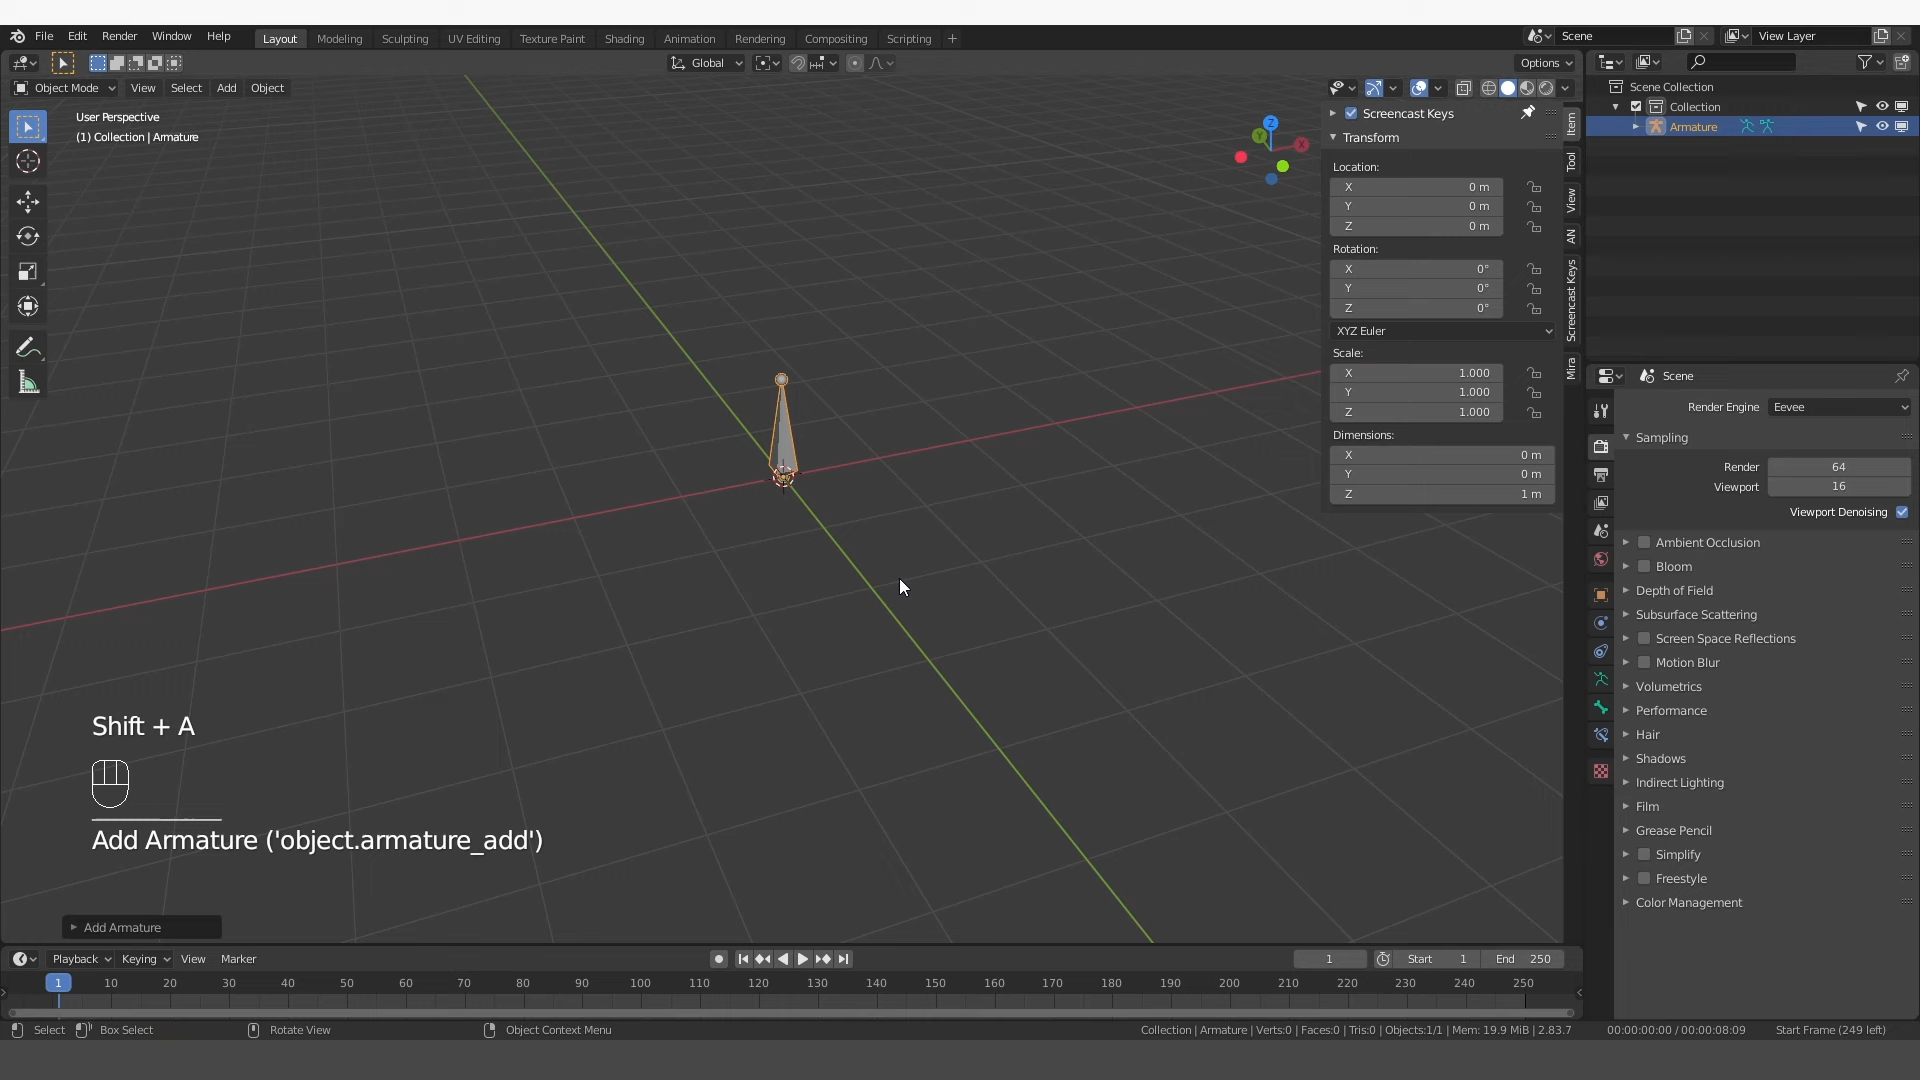 File Edit Render Window Help Layout Modeling Sculpting UV Editing Texture Paint Shading Animation Rendering Compositing Scripting + Scene View Layer
Global Options
Object Mode View Select Add Object
User Perspective
(1) Collection | Armature
Z
Y
X
Screencast Keys
Transform
Location:
X 0 m
Y 0 m
Z 0 m
Rotation:
X 0°
Y 0°
Z 0°
XYZ Euler
Scale:
X 1.000
Y 1.000
Z 1.000
Dimensions:
X 0 m
Y 0 m
Z 1 m
Item
Tool
View
AN
Screencast Keys
Mira
Scene Collection
Collection
Armature
Scene
Render Engine Eevee
Sampling
Render 64
Viewport 16
Viewport Denoising
Ambient Occlusion
Bloom
Depth of Field
Subsurface Scattering
Screen Space Reflections
Motion Blur
Volumetrics
Performance
Hair
Shadows
Indirect Lighting
Film
Grease Pencil
Simplify
Freestyle
Color Management
Shift + A
Add Armature ('object.armature_add')
Add Armature
Playback Keying View Marker 1 Start 1 End 250
1 10 20 30 40 50 60 70 80 90 100 110 120 130 140 150 160 170 180 190 200 210 220 230 240 250
Select Box Select Rotate View Object Context Menu Collection | Armature | Verts:0 | Faces:0 | Tris:0 | Objects:1/1 | Mem: 19.9 MiB | 2.83.7 00:00:00:00 / 00:00:08:09 Start Frame (249 left)